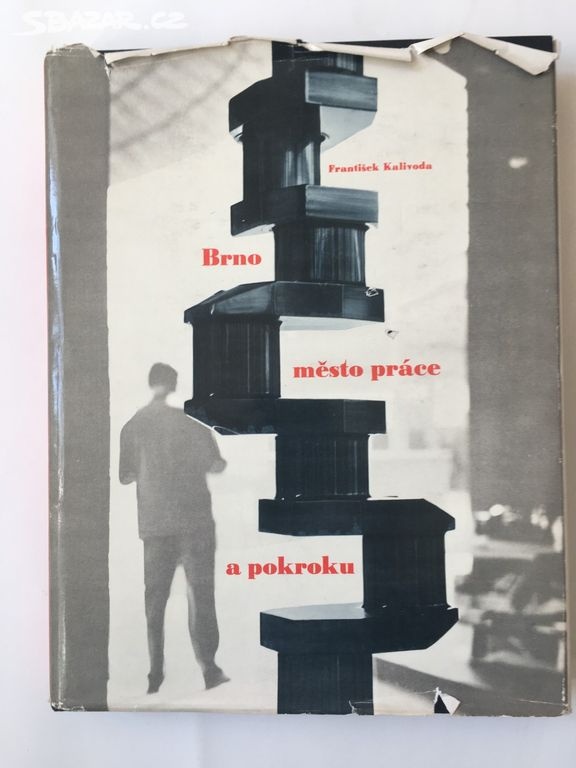 SBAZAR.CZ
František Kalivoda
Brno
město práce
a pokroku